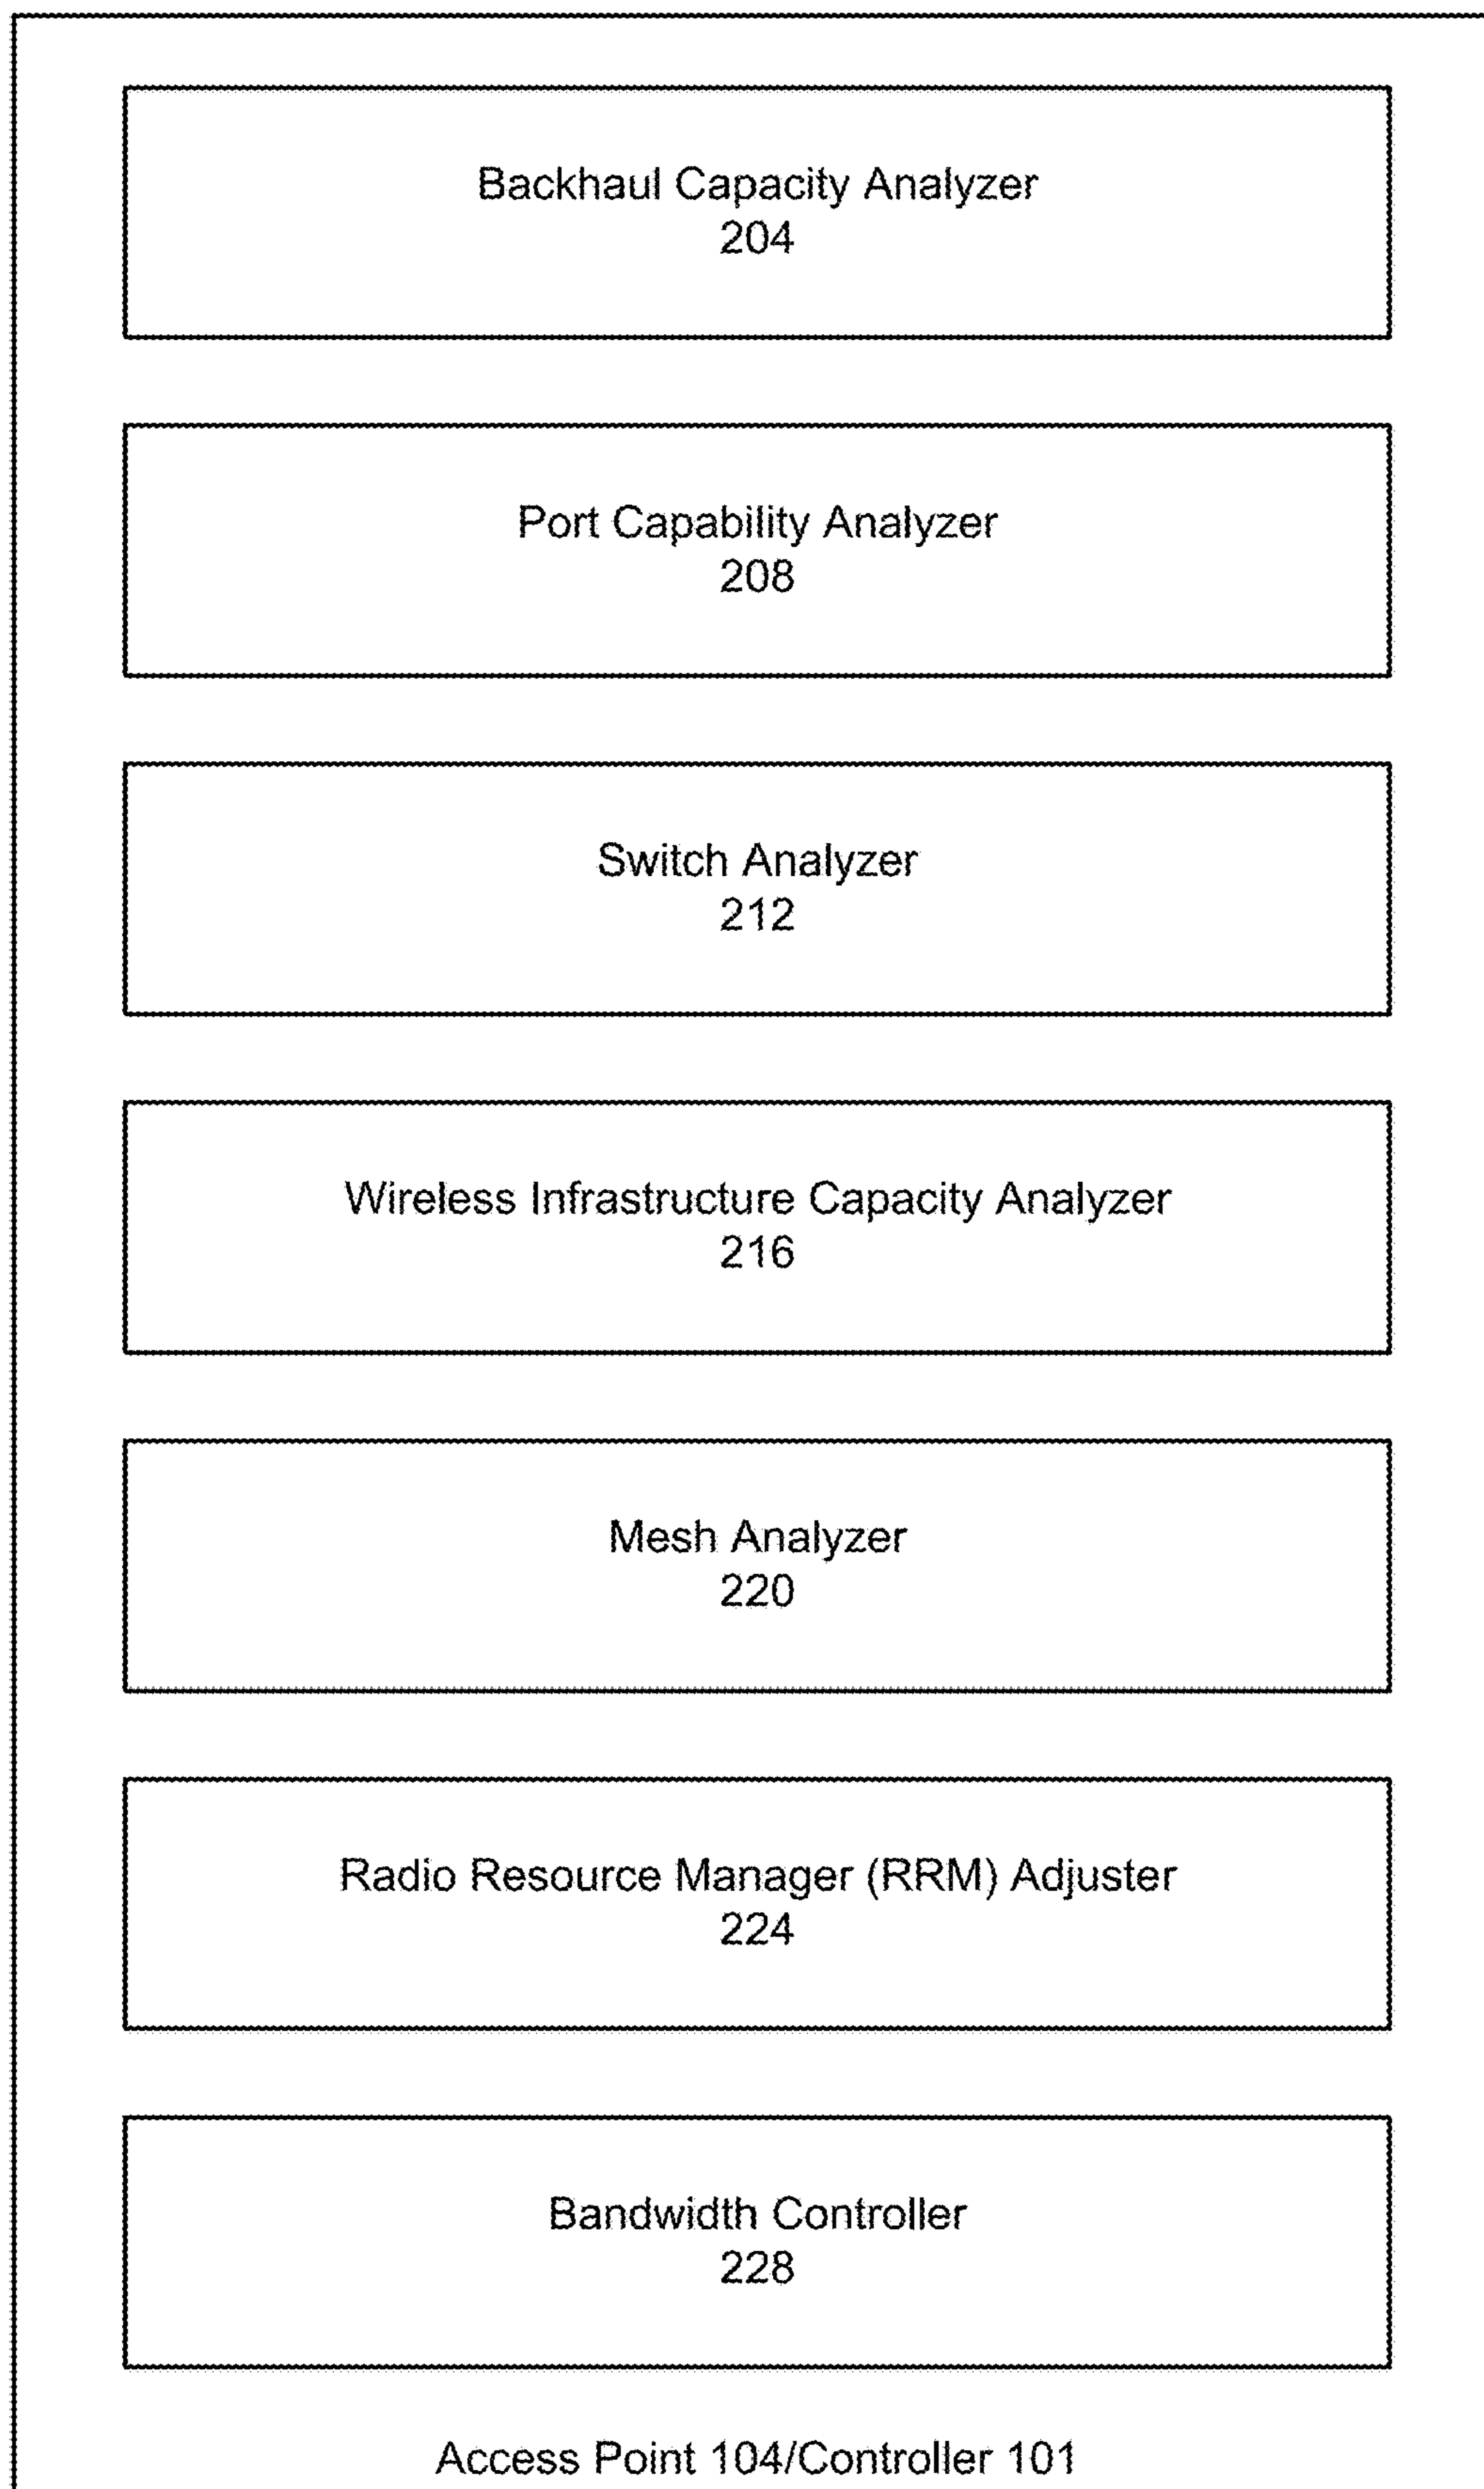 Backhaul Capacity Analyzer
204
Port Capability Analyzer
208
Switch Analyzer
212
Wireless Infrastructure Capacity Analyzer
216
Mesh Analyzer
220
Radio Resource Manager (RRM) Adjuster
224
Bandwidth Controller
228
Access Point 104/Controller 101